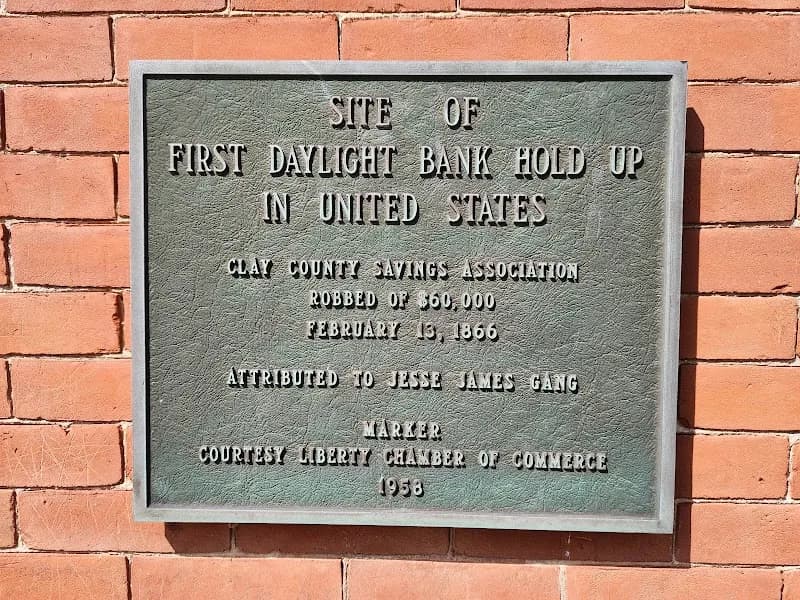 SITE OF
FIRST DAYLIGHT BANK HOLD UP
IN UNITED STATES
CLAY COUNTY SAVINGS ASSOCIATION
ROBBED OF $60,000
FEBRUARY 13, 1866
ATTRIBUTED TO JESSE JAMES GANG
MARKER
COURTESY LIBERTY CHAMBER OF COMMERCE
1958